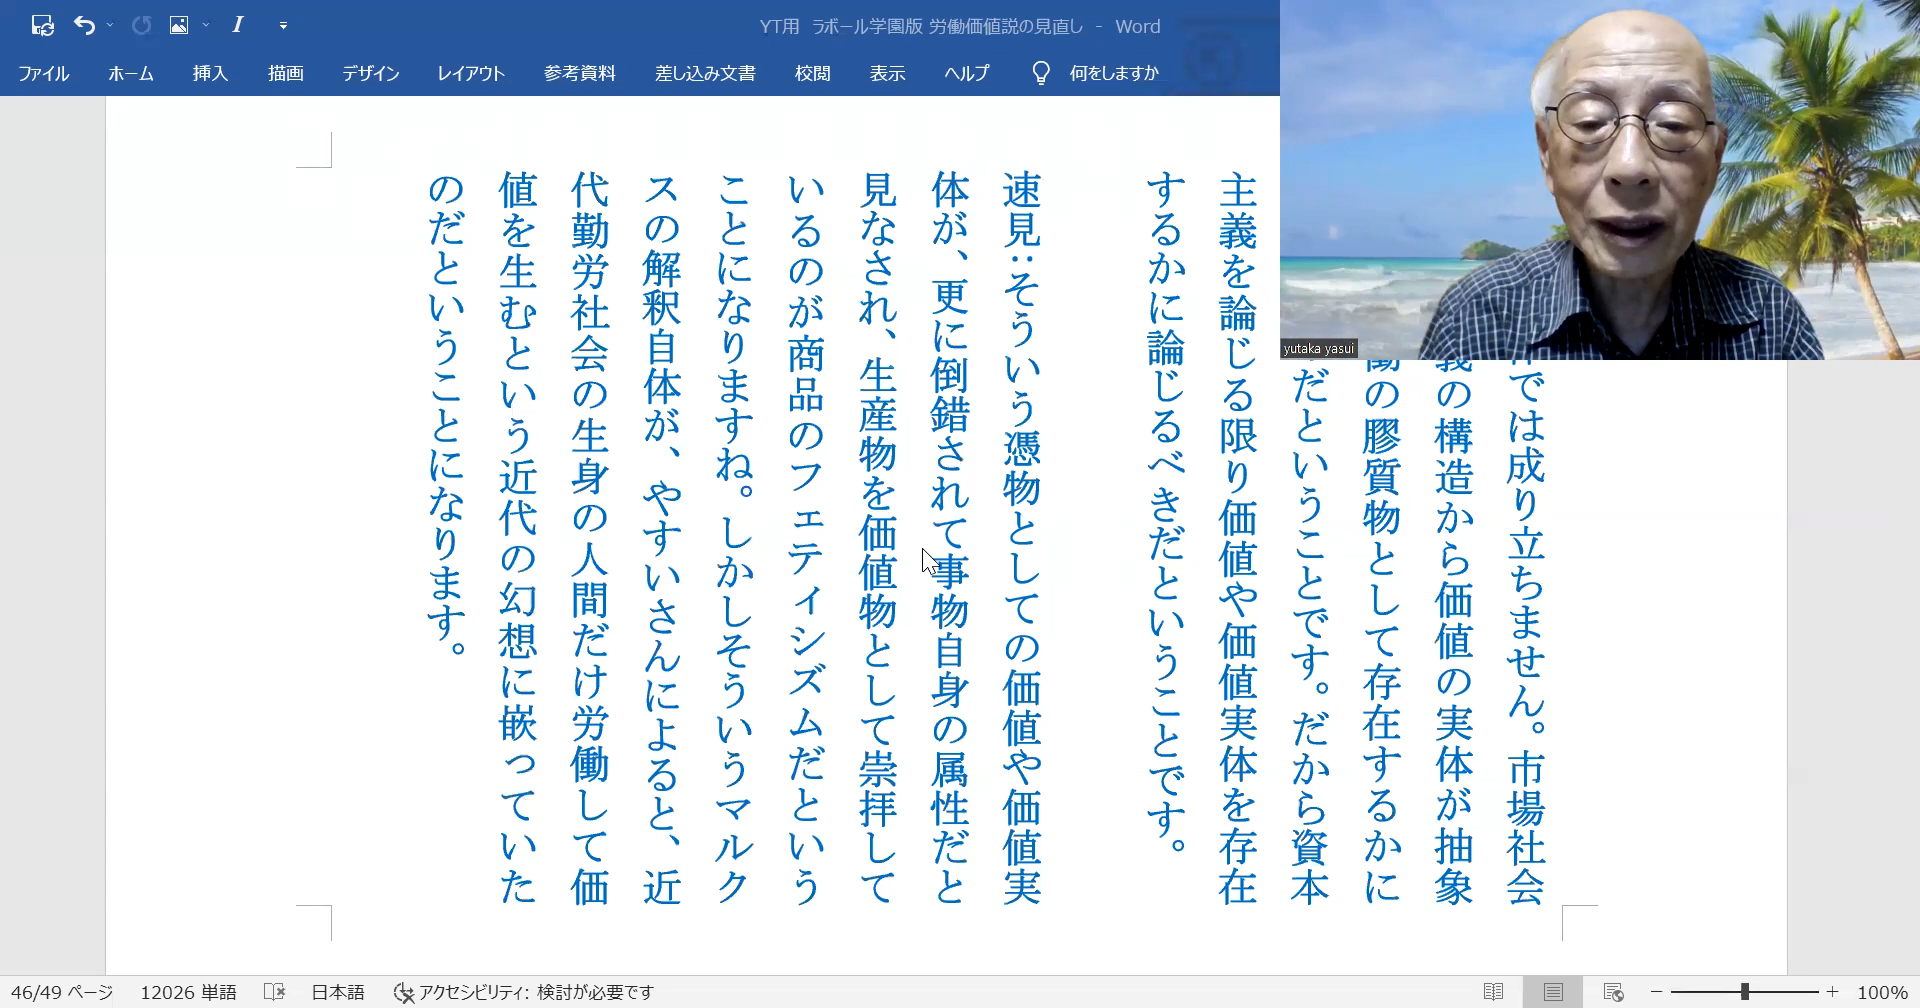 YT用 ラボール学園版 労働価値説の見直し - Word
ファイル ホーム 挿入 描画 デザイン レイアウト 参考資料 差し込み文書 校閲 表示 ヘルプ 何をしますか
yutaka yasui
では成り立ちません。市場社会
の構造から価値の実体が抽象
の膠質物として存在するかに
だということです。だから資本
主義を論じる限り価値や価値実体を存在
するかに論じるべきだということです。
速見：そういう憑物としての価値や価値実
体が、更に倒錯されて事物自身の属性だと
見なされ、生産物を価値物として崇拝して
いるのが商品のフェティシズムだという
ことになりますね。しかしそういうマルク
スの解釈自体が、やすいさんによると、近
代勤労社会の生身の人間だけ労働して価
値を生むという近代の幻想に嵌っていた
のだということになります。
46/49 ページ 12026 単語 日本語 アクセシビリティ: 検討が必要です 100%